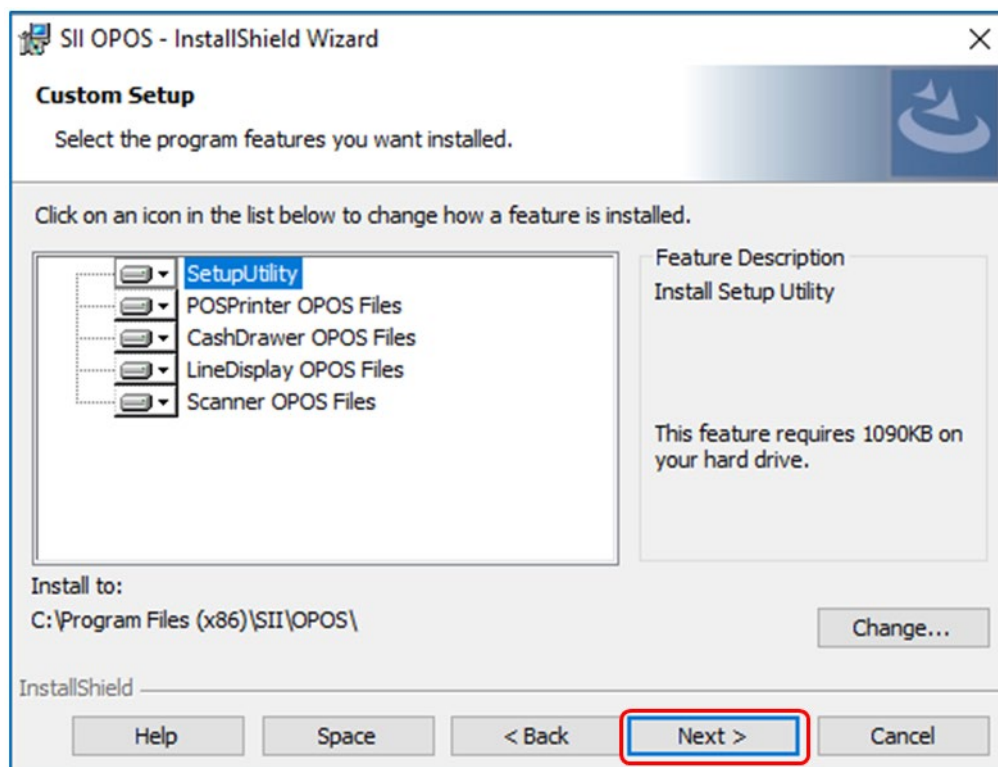 SII OPOS - InstallShield Wizard
Custom Setup
Select the program features you want installed.
Click on an icon in the list below to change how a feature is installed.
SetupUtility
POSPrinter OPOS Files
CashDrawer OPOS Files
LineDisplay OPOS Files
Scanner OPOS Files
Feature Description
Install Setup Utility
This feature requires 1090KB on
your hard drive.
Install to:
C:\Program Files (x86)\SII\OPOS\
Change...
InstallShield
Help
Space
< Back
Next >
Cancel